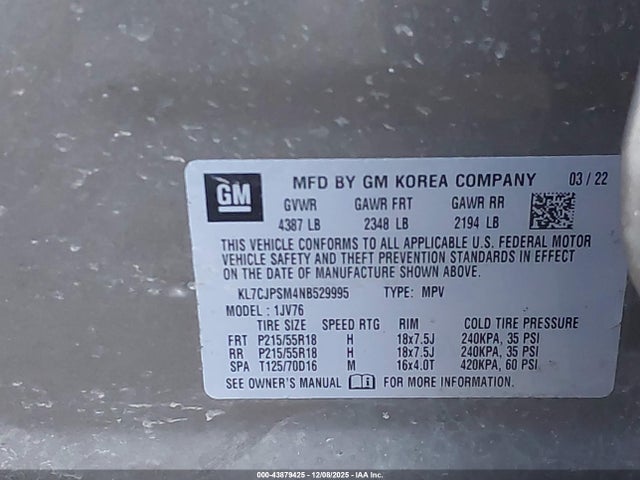 GM
MFD BY GM KOREA COMPANY 03 / 22
GVWR GAWR FRT GAWR RR
4387 LB 2348 LB 2194 LB
THIS VEHICLE CONFORMS TO ALL APPLICABLE U.S. FEDERAL MOTOR
VEHICLE SAFETY AND THEFT PREVENTION STANDARDS IN EFFECT
ON THE DATE OF MANUFACTURE SHOWN ABOVE.
KL7CJPSM4NB529995 TYPE: MPV
MODEL : 1JV76
TIRE SIZE SPEED RTG RIM COLD TIRE PRESSURE
FRT P215/55R18 H 18x7.5J 240KPA, 35 PSI
RR P215/55R18 H 18x7.5J 240KPA, 35 PSI
SPA T125/70D16 M 16x4.0T 420KPA, 60 PSI
SEE OWNER'S MANUAL FOR MORE INFORMATION.
000-43879425 - 12/08/2025 - IAA Inc.